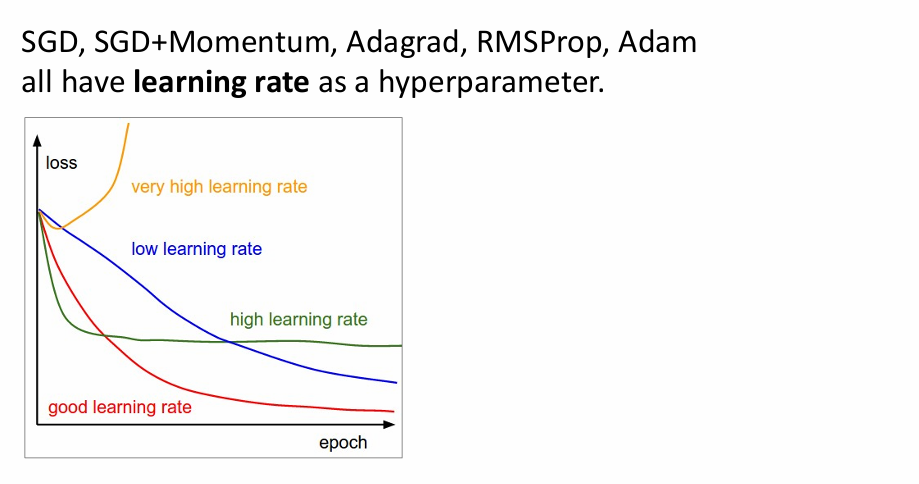 SGD, SGD+Momentum, Adagrad, RMSProp, Adam
all have learning rate as a hyperparameter.
loss
very high learning rate
low learning rate
high learning rate
good learning rate
epoch